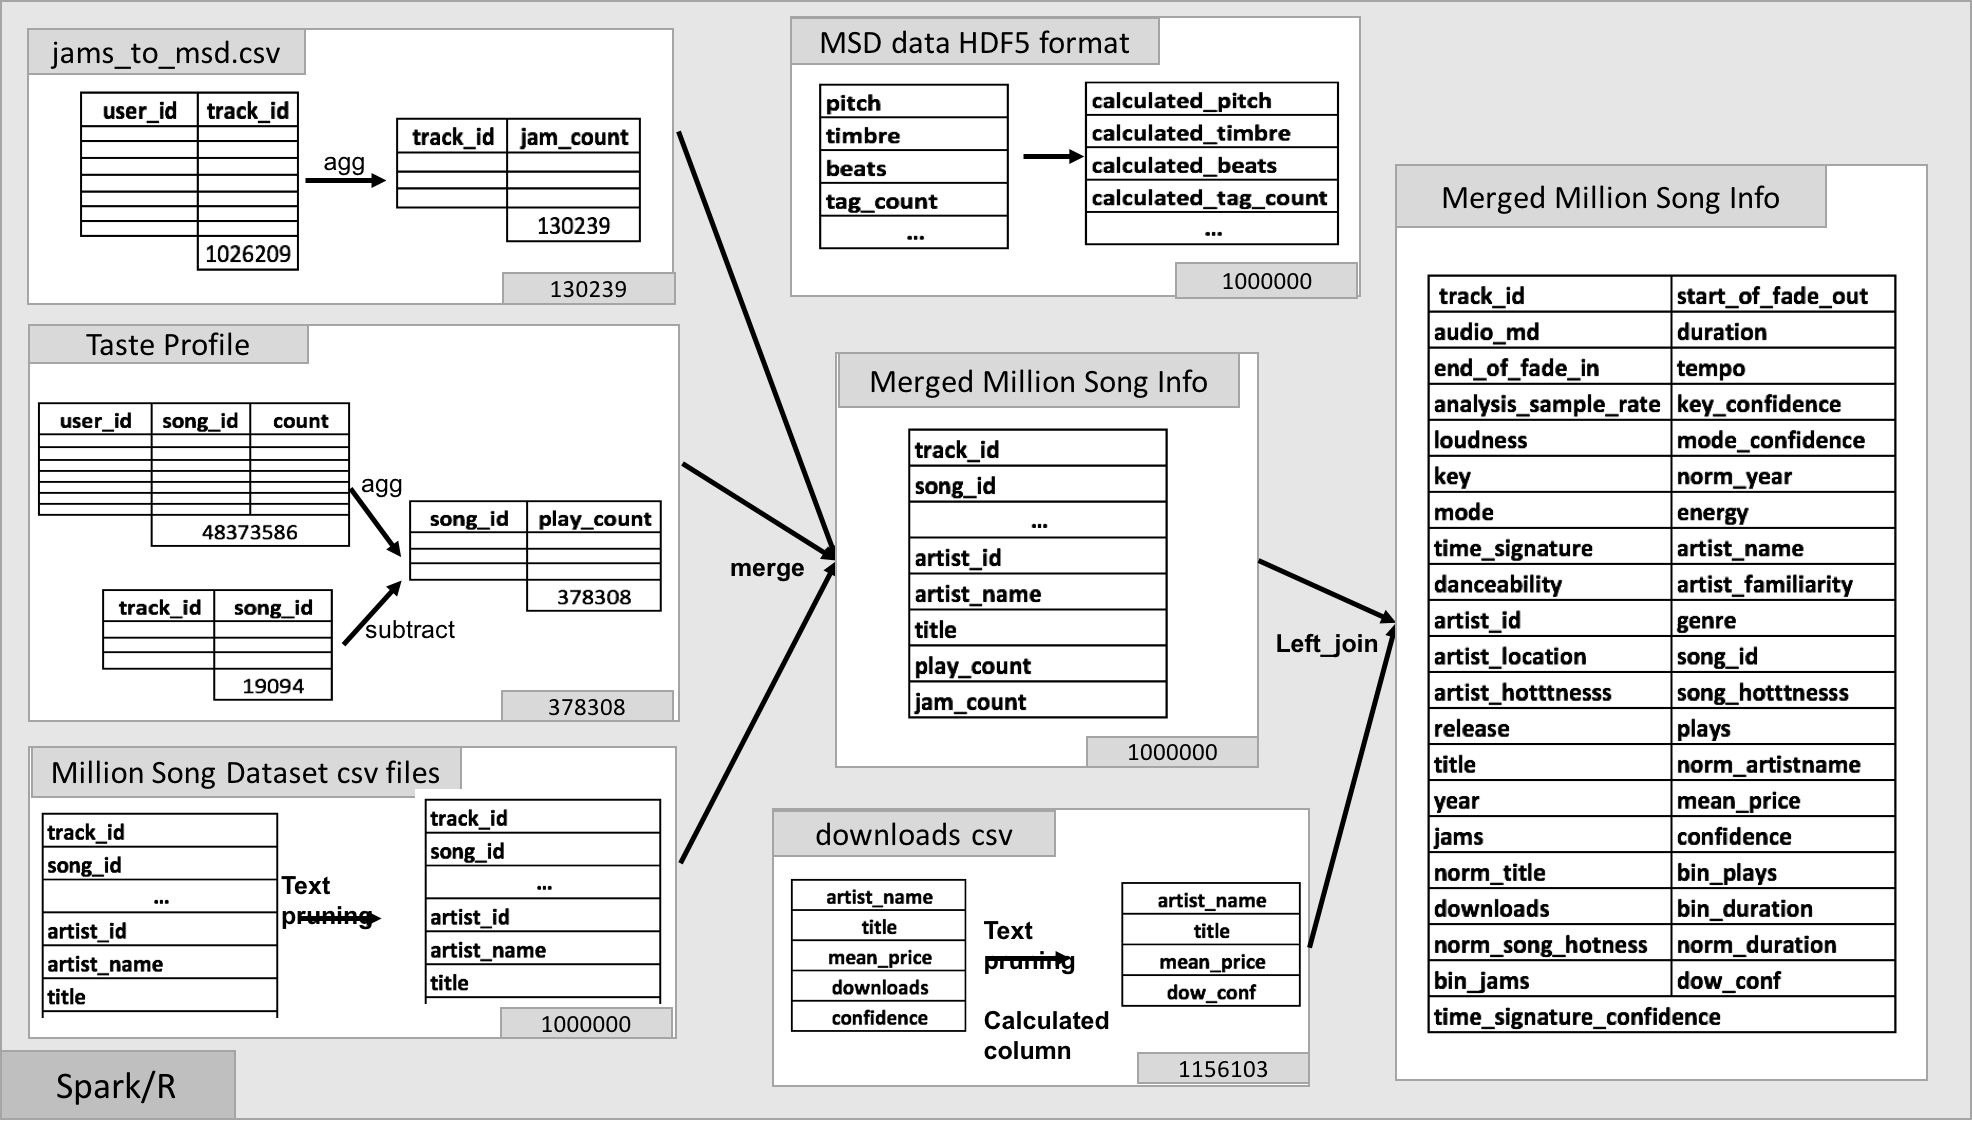 jams_to_msd.csv
user_id track_id
1026209
agg
track_id jam_count
130239
130239
Taste Profile
user_id song_id count
48373586
agg
track_id song_id
19094
subtract
song_id play_count
378308
378308
Million Song Dataset csv files
track_id
song_id
...
artist_id
artist_name
title
Text
pruning
track_id
song_id
...
artist_id
artist_name
title
1000000
Spark/R
MSD data HDF5 format
pitch
timbre
beats
tag_count
...
calculated_pitch
calculated_timbre
calculated_beats
calculated_tag_count
...
1000000
merge
Merged Million Song Info
track_id
song_id
...
artist_id
artist_name
title
play_count
jam_count
1000000
downloads csv
artist_name
title
mean_price
downloads
confidence
Text
pruning
Calculated
column
artist_name
title
mean_price
dow_conf
1156103
Left_join
Merged Million Song Info
track_id start_of_fade_out
audio_md duration
end_of_fade_in tempo
analysis_sample_rate key_confidence
loudness mode_confidence
key norm_year
mode energy
time_signature artist_name
danceability artist_familiarity
artist_id genre
artist_location song_id
artist_hotttnesss song_hotttnesss
release plays
title norm_artistname
year mean_price
jams confidence
norm_title bin_plays
downloads bin_duration
norm_song_hotness norm_duration
bin_jams dow_conf
time_signature_confidence